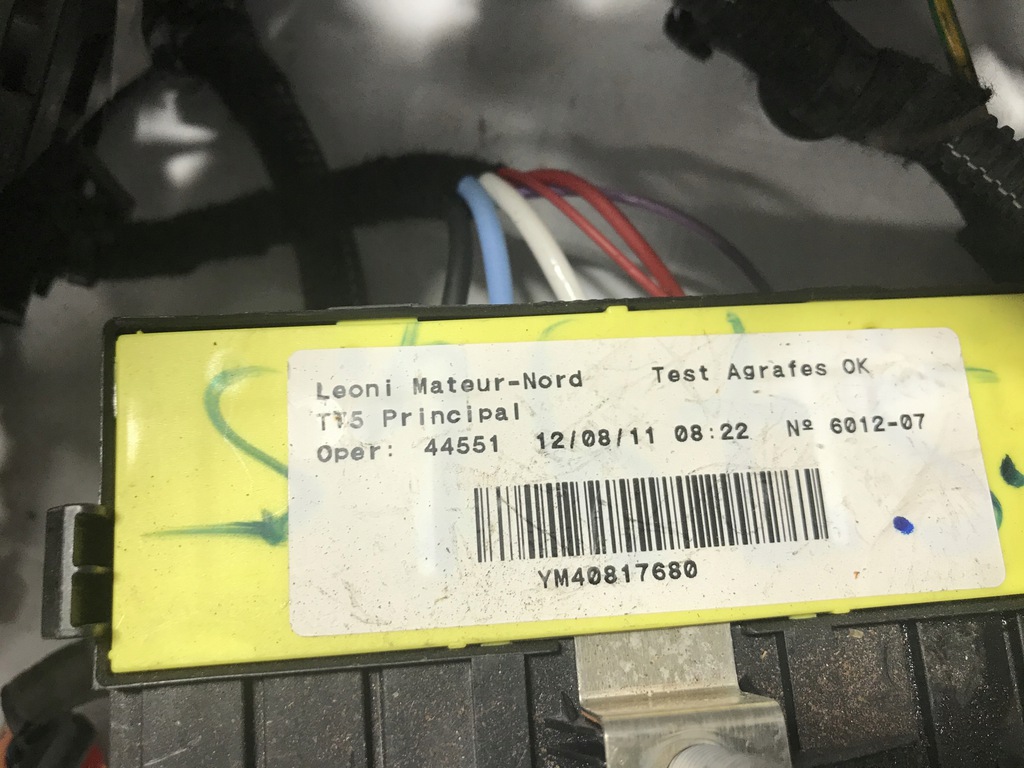 Leoni Mateur-Nord Test Agrafes OK
TT5 Principal
Oper: 44551 12/08/11 08:22 Nº 6012-07
YM40817680